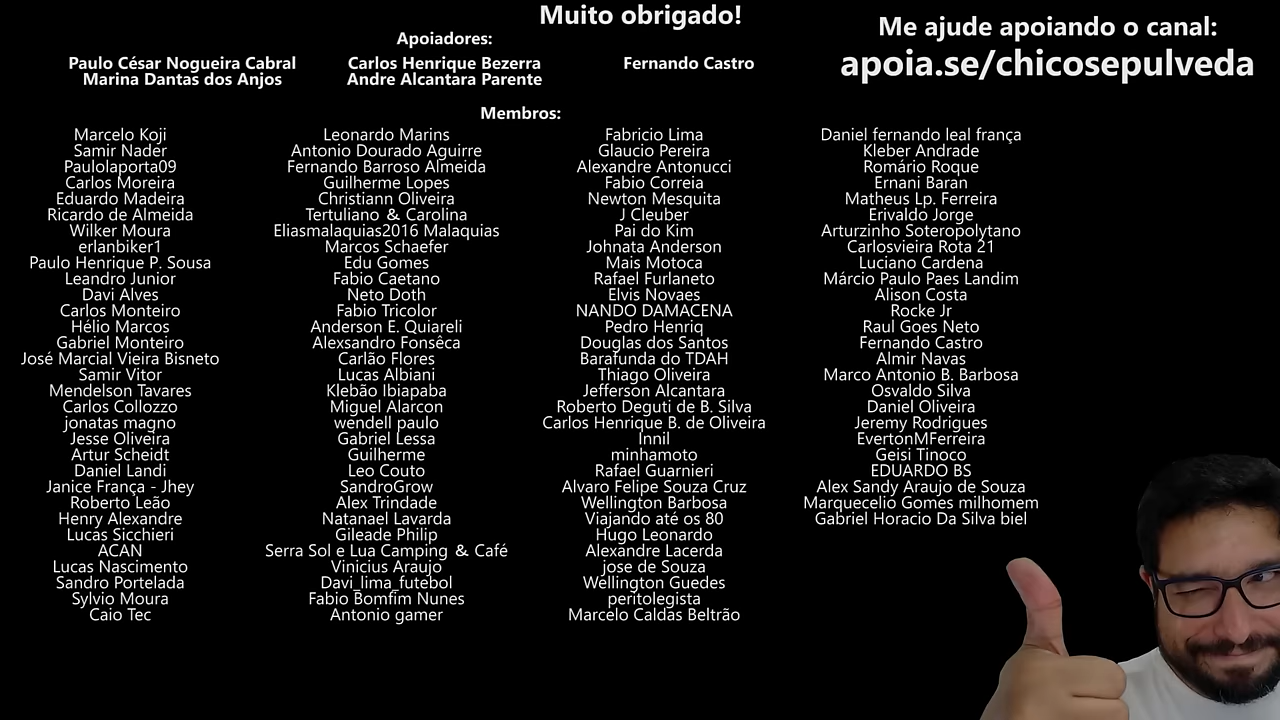 Muito obrigado!
Me ajude apoiando o canal:
apoia.se/chicosepulveda
Apoiadores:
Paulo César Nogueira Cabral
Marina Dantas dos Anjos
Carlos Henrique Bezerra
Andre Alcantara Parente
Fernando Castro
Membros:
Marcelo Koji
Samir Nader
Paulolaporta09
Carlos Moreira
Eduardo Madeira
Ricardo de Almeida
Wilker Moura
erlanbiker1
Paulo Henrique P. Sousa
Leandro Junior
Davi Alves
Carlos Monteiro
Hélio Marcos
Gabriel Monteiro
José Marcial Vieira Bisneto
Samir Vitor
Mendelson Tavares
Carlos Collozzo
jonatas magno
Jesse Oliveira
Artur Scheidt
Daniel Landi
Janice França - Jhey
Roberto Leão
Henry Alexandre
Lucas Sicchieri
ACAN
Lucas Nascimento
Sandro Portelada
Sylvio Moura
Caio Tec
Leonardo Marins
Antonio Dourado Aguirre
Fernando Barroso Almeida
Guilherme Lopes
Christiann Oliveira
Tertuliano & Carolina
Eliasmalaquias2016 Malaquias
Marcos Schaefer
Edu Gomes
Fabio Caetano
Neto Doth
Fabio Tricolor
Anderson E. Quiareli
Alexsandro Fonsêca
Carlão Flores
Lucas Albiani
Klebão Ibiapaba
Miguel Alarcon
wendell paulo
Gabriel Lessa
Guilherme
Leo Couto
SandroGrow
Alex Trindade
Natanael Lavarda
Gileade Philip
Serra Sol e Lua Camping & Café
Vinicius Araujo
Davi_lima_futebol
Fabio Bomfim Nunes
Antonio gamer
Fabricio Lima
Glaucio Pereira
Alexandre Antonucci
Fabio Correia
Newton Mesquita
J Cleuber
Pai do Kim
Johnata Anderson
Mais Motoca
Rafael Furlaneto
Elvis Novaes
NANDO DAMACENA
Pedro Henriq
Douglas dos Santos
Barafunda do TDAH
Thiago Oliveira
Jefferson Alcantara
Roberto Deguti de B. Silva
Carlos Henrique B. de Oliveira
Innil
minhamoto
Rafael Guarnieri
Alvaro Felipe Souza Cruz
Wellington Barbosa
Viajando até os 80
Hugo Leonardo
Alexandre Lacerda
jose de Souza
Wellington Guedes
peritolegista
Marcelo Caldas Beltrão
Daniel fernando leal frança
Kleber Andrade
Romário Roque
Ernani Baran
Matheus Lp. Ferreira
Erivaldo Jorge
Arturzinho Soteropolytano
Carlosvieira Rota 21
Luciano Cardena
Márcio Paulo Paes Landim
Alison Costa
Rocke Jr
Raul Goes Neto
Fernando Castro
Almir Navas
Marco Antonio B. Barbosa
Osvaldo Silva
Daniel Oliveira
Jeremy Rodrigues
EvertonMFerreira
Geisi Tinoco
EDUARDO BS
Alex Sandy Araujo de Souza
Marquecelio Gomes milhomem
Gabriel Horacio Da Silva biel